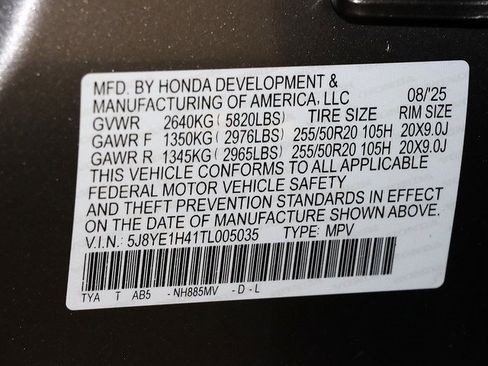 MFD. BY HONDA DEVELOPMENT &
MANUFACTURING OF AMERICA, LLC 08/'25
GVWR 2640KG ( 5820LBS) TIRE SIZE RIM SIZE
GAWR F 1350KG ( 2976LBS) 255/50R20 105H 20X9.0J
GAWR R 1345KG ( 2965LBS) 255/50R20 105H 20X9.0J
THIS VEHICLE CONFORMS TO ALL APPLICABLE
FEDERAL MOTOR VEHICLE SAFETY
AND THEFT PREVENTION STANDARDS IN EFFECT
ON THE DATE OF MANUFACTURE SHOWN ABOVE.
V.I.N.: 5J8YE1H41TL005035 TYPE: MPV
TYA T AB5 - NH885MV - D - L